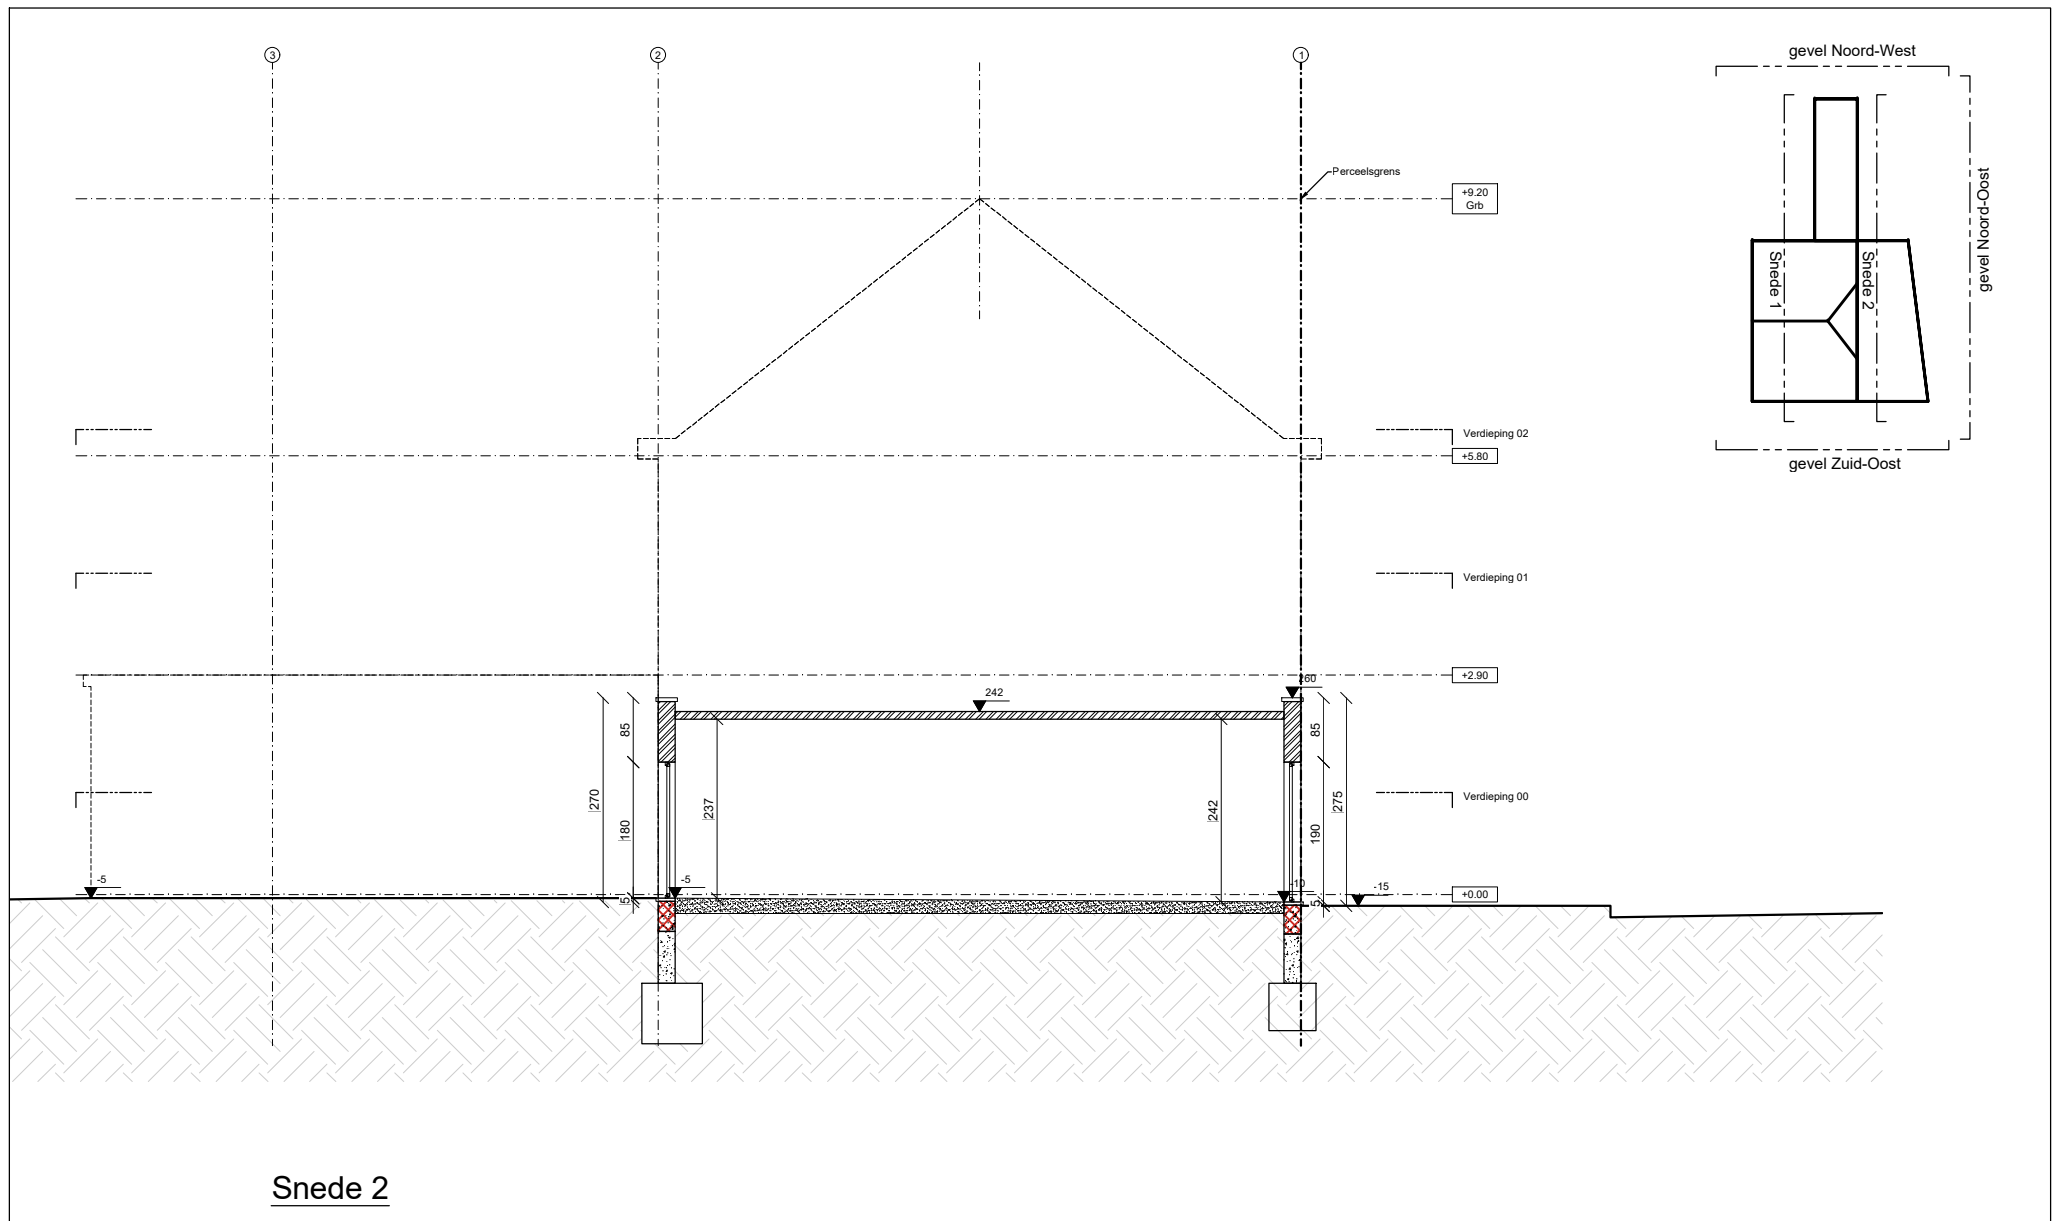 3
2
1
gevel Noord-West
Perceelsgrens
+9.20
Grb
gevel Noord-Oost
Snede 1
Snede 2
Verdieping 02
+5.80
gevel Zuid-Oost
Verdieping 01
+2.90
260
242
85
85
270
237
242
275
Verdieping 00
180
190
-5
-5
-10
-15
+0.00
5
5
Snede 2